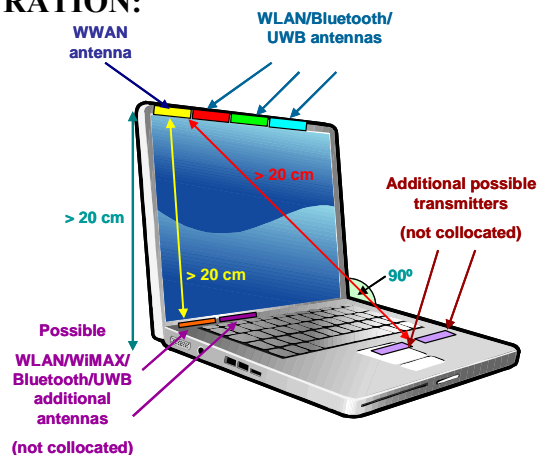 RATION:
WWAN
antenna
WLAN/Bluetooth/
UWB antennas
> 20 cm
Additional possible
transmitters
(not collocated)
> 20 cm
> 20 cm
90º
Possible
WLAN/WiMAX/
Bluetooth/UWB
additional
antennas
(not collocated)